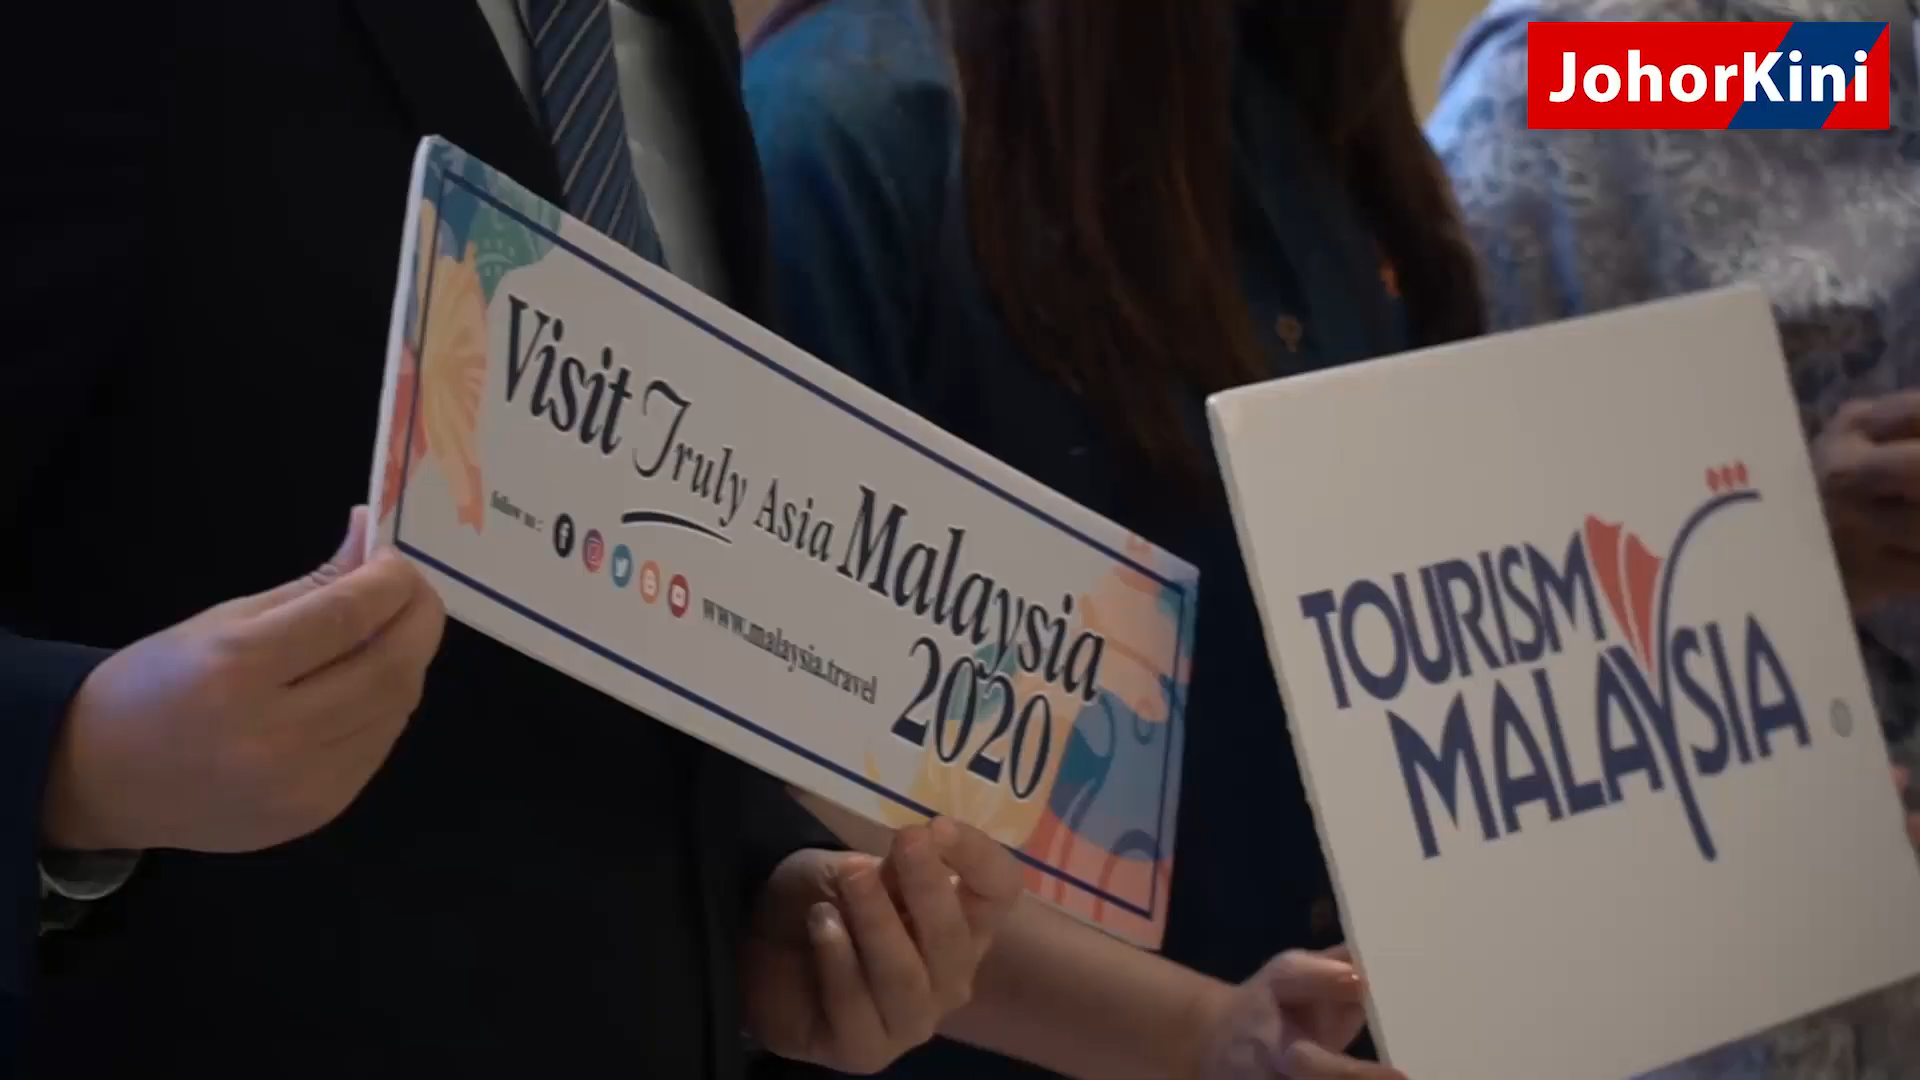 JohorKini
Visit Truly Asia Malaysia
2020
follow us :
www.malaysia.travel
TOURISM
MALAYSIA